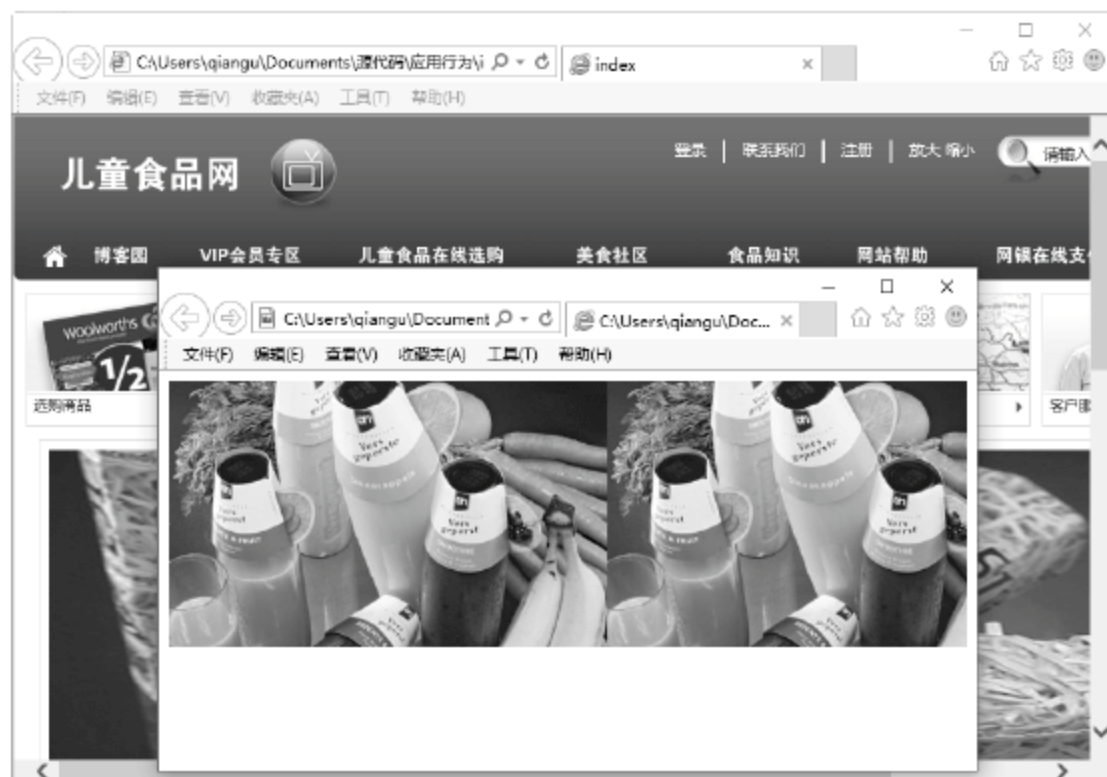 C:\Users\qiangu\Documents\源代码\应用行为\i
index
文件(F) 编辑(E) 查看(V) 收藏夹(A) 工具(T) 帮助(H)
儿童食品网
登录 联系我们 注册 放大 缩小 请输入
博客园 VIP会员专区 儿童食品在线选购 美食社区 食品知识 网站帮助 网银在线支
woolworths
1/2
选购商品
客户服
C:\Users\qiangu\Document
C:\Users\qiangu\Doc...
文件(F) 编辑(E) 查看(V) 收藏夹(A) 工具(T) 帮助(H)